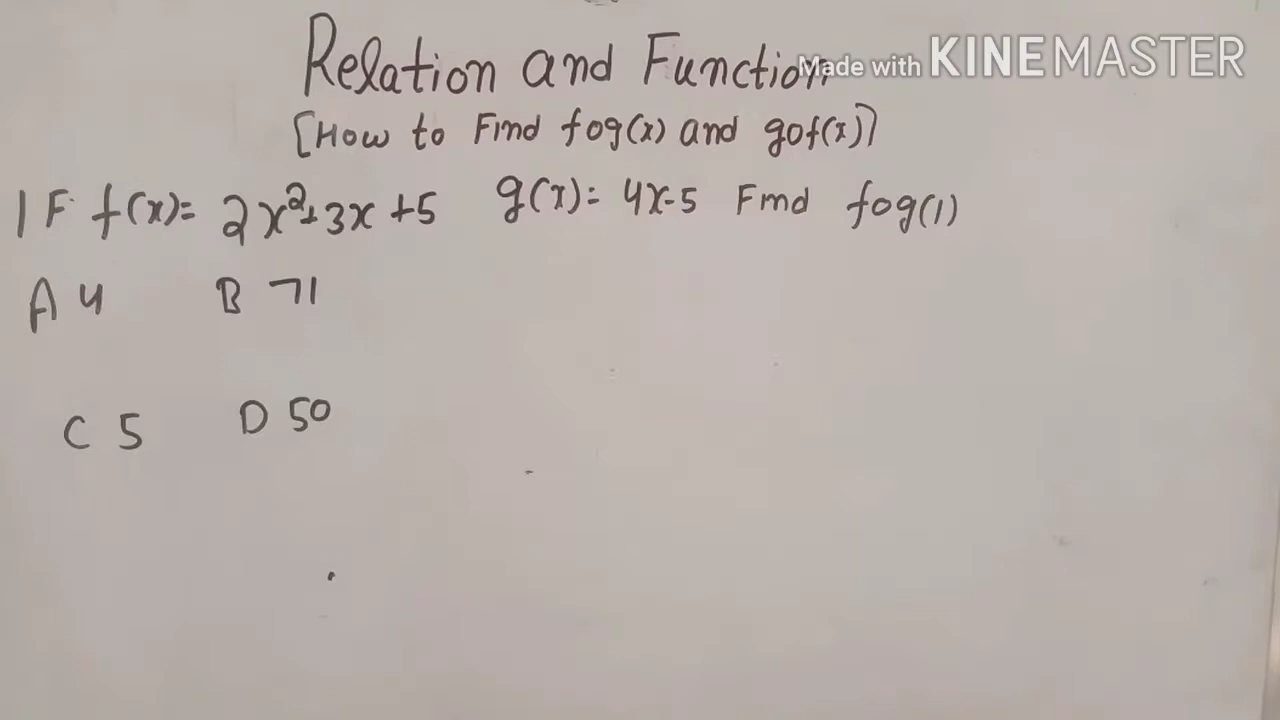 Relation and Function
Made with KINEMASTER
[How to Find fog(x) and gof(x)]
IF f(x)= 2x²+3x+5 g(x)= 4x-5 Find fog(1)
A 4 B 71
C 5 D 50